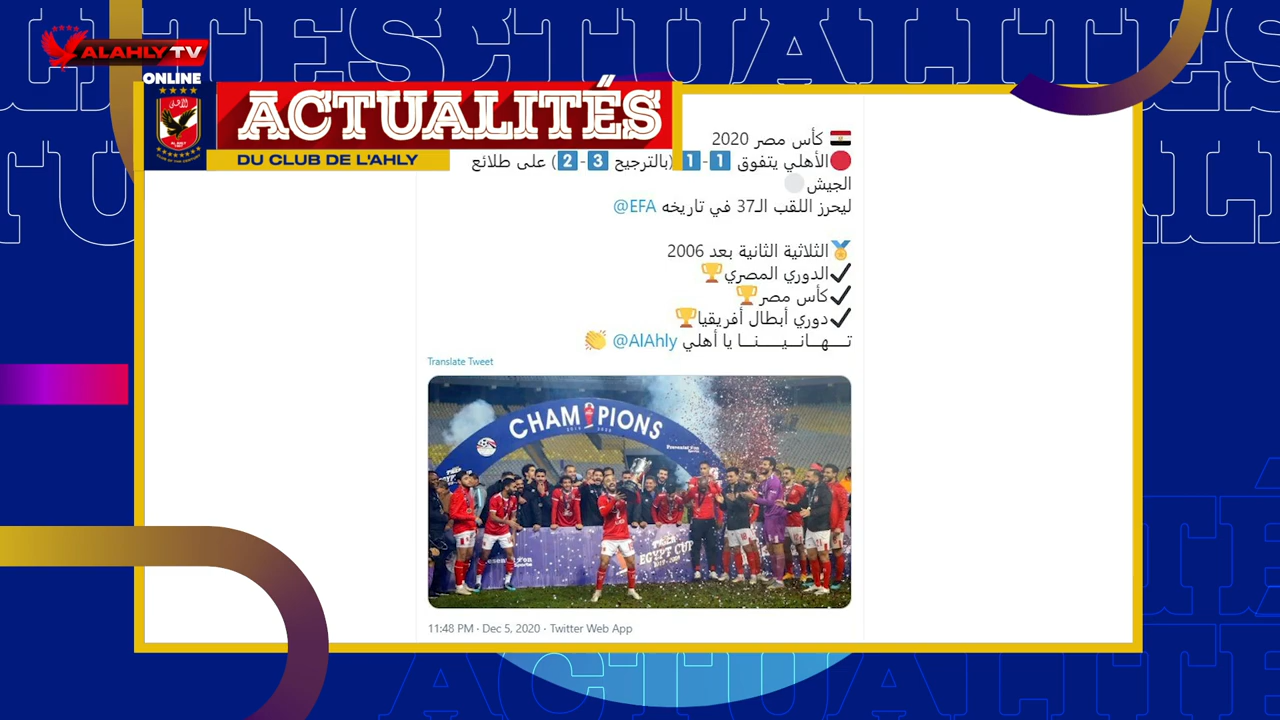 ALAHLY TV
ONLINE
ACTUALITÉS
DU CLUB DE L'AHLY
كأس مصر 2020
الأهلي يتفوق 1-1 (بالترجيح 3-2) على طلائع
الجيش
ليحرز اللقب الـ37 في تاريخه @EFA
الثلاثية الثانية بعد 2006
الدوري المصري
كأس مصر
دوري أبطال أفريقيا
تـــهـــانـيـــنـــا يا أهلي @AlAhly
Translate Tweet
CHAMPIONS
EGYPT CUP
11:48 PM · Dec 5, 2020 · Twitter Web App
ACTUALITÉ